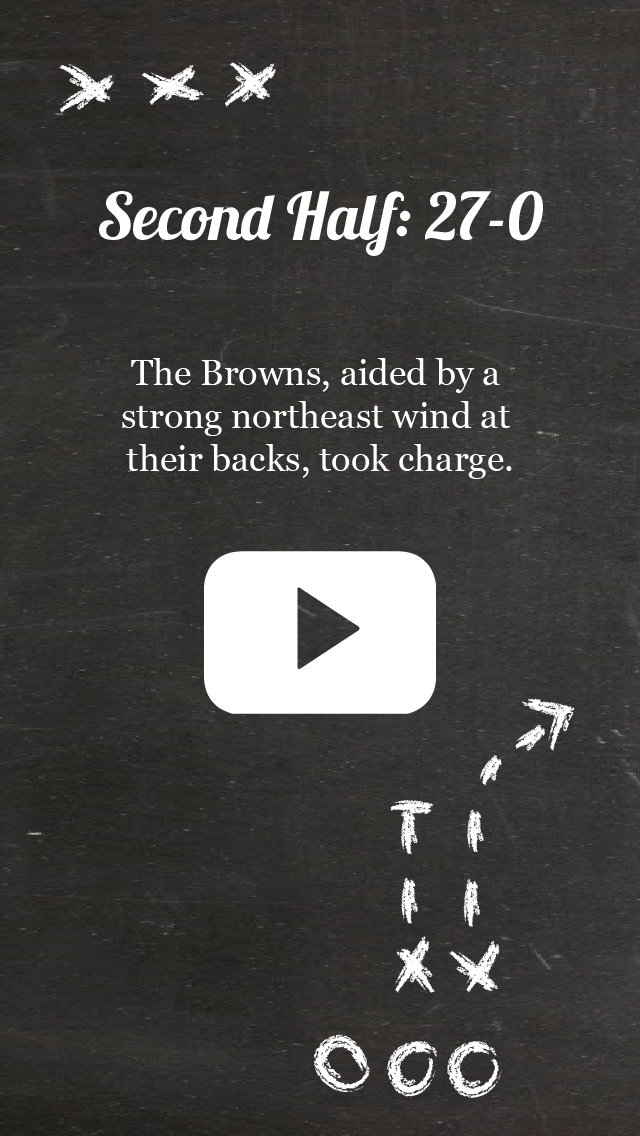 Second Half: 27-0
The Browns, aided by a
strong northeast wind at
their backs, took charge.